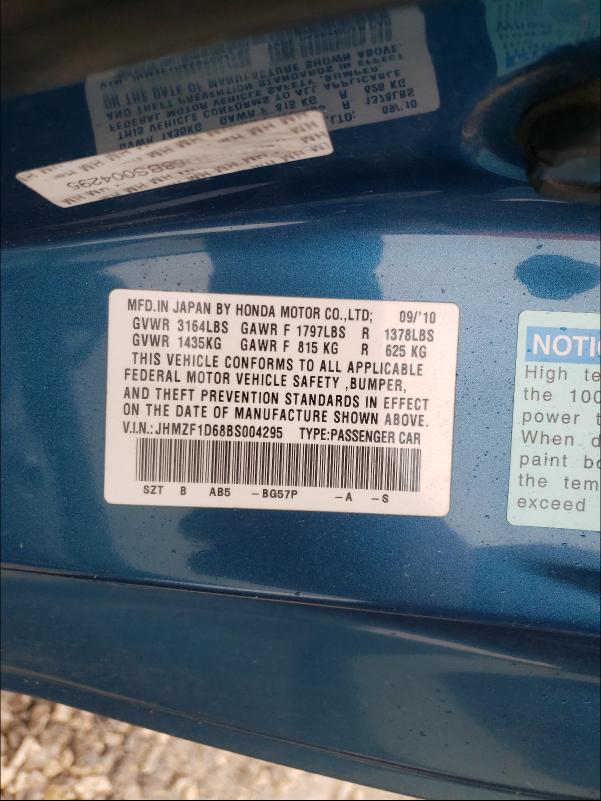 BS004295
MFD.IN JAPAN BY HONDA MOTOR CO.,LTD; 09/'10
GVWR 3164LBS GAWR F 1797LBS R 1378LBS
GVWR 1435KG GAWR F 815 KG R 625 KG
THIS VEHICLE CONFORMS TO ALL APPLICABLE
FEDERAL MOTOR VEHICLE SAFETY ,BUMPER,
AND THEFT PREVENTION STANDARDS IN EFFECT
ON THE DATE OF MANUFACTURE SHOWN ABOVE.
V.I.N.: JHMZF1D68BS004295 TYPE:PASSENGER CAR
SZT B AB5 -BG57P -A -S
High
the 100
power
When
paint
the
exceed